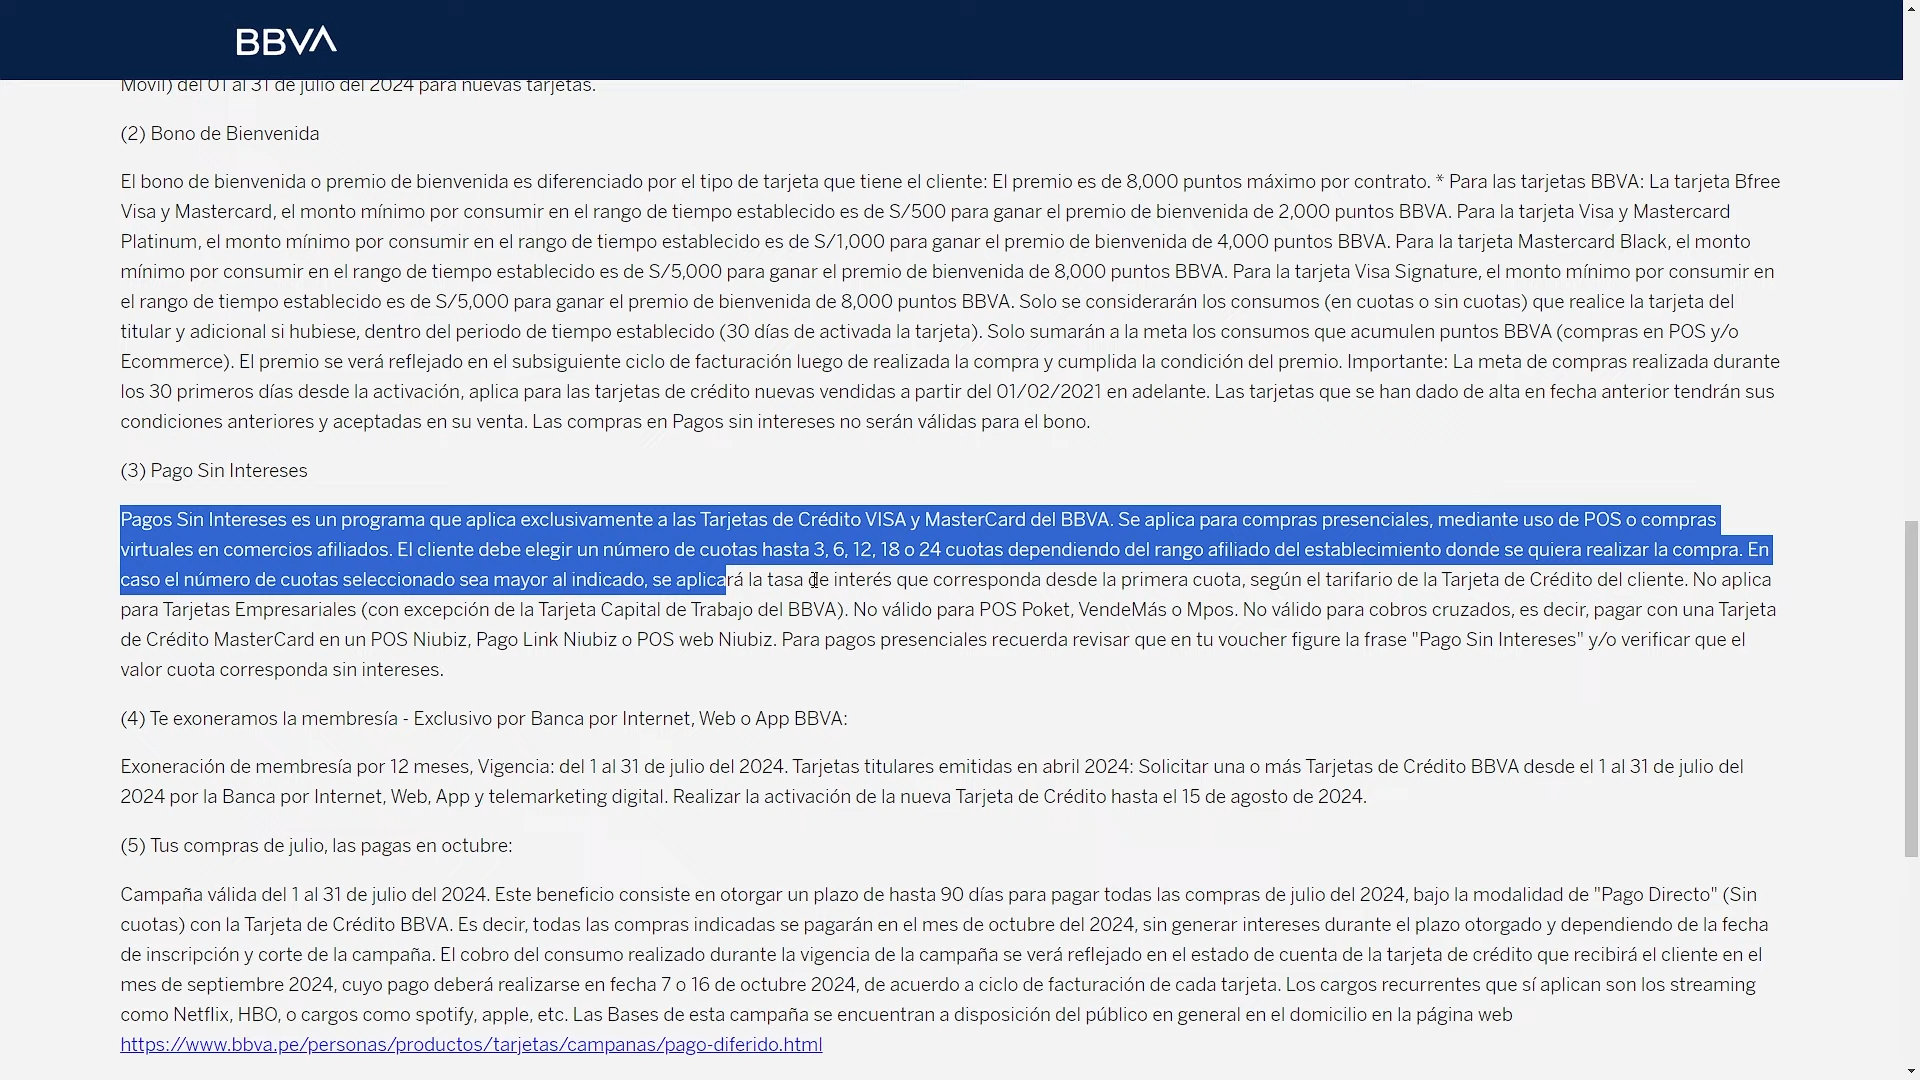 BBVA
Móvil) del 01 al 31 de julio del 2024 para nuevas tarjetas.
(2) Bono de Bienvenida
El bono de bienvenida o premio de bienvenida es diferenciado por el tipo de tarjeta que tiene el cliente: El premio es de 8,000 puntos máximo por contrato. * Para las tarjetas BBVA: La tarjeta Bfree
Visa y Mastercard, el monto mínimo por consumir en el rango de tiempo establecido es de S/500 para ganar el premio de bienvenida de 2,000 puntos BBVA. Para la tarjeta Visa y Mastercard
Platinum, el monto mínimo por consumir en el rango de tiempo establecido es de S/1,000 para ganar el premio de bienvenida de 4,000 puntos BBVA. Para la tarjeta Mastercard Black, el monto
mínimo por consumir en el rango de tiempo establecido es de S/5,000 para ganar el premio de bienvenida de 8,000 puntos BBVA. Para la tarjeta Visa Signature, el monto mínimo por consumir en
el rango de tiempo establecido es de S/5,000 para ganar el premio de bienvenida de 8,000 puntos BBVA. Solo se considerarán los consumos (en cuotas o sin cuotas) que realice la tarjeta del
titular y adicional si hubiese, dentro del periodo de tiempo establecido (30 días de activada la tarjeta). Solo sumarán a la meta los consumos que acumulen puntos BBVA (compras en POS y/o
Ecommerce). El premio se verá reflejado en el subsiguiente ciclo de facturación luego de realizada la compra y cumplida la condición del premio. Importante: La meta de compras realizada durante
los 30 primeros días desde la activación, aplica para las tarjetas de crédito nuevas vendidas a partir del 01/02/2021 en adelante. Las tarjetas que se han dado de alta en fecha anterior tendrán sus
condiciones anteriores y aceptadas en su venta. Las compras en Pagos sin intereses no serán válidas para el bono.
(3) Pago Sin Intereses
Pagos Sin Intereses es un programa que aplica exclusivamente a las Tarjetas de Crédito VISA y MasterCard del BBVA. Se aplica para compras presenciales, mediante uso de POS o compras
virtuales en comercios afiliados. El cliente debe elegir un número de cuotas hasta 3, 6, 12, 18 o 24 cuotas dependiendo del rango afiliado del establecimiento donde se quiera realizar la compra. En
caso el número de cuotas seleccionado sea mayor al indicado, se aplicará la tasa de interés que corresponda desde la primera cuota, según el tarifario de la Tarjeta de Crédito del cliente. No aplica
para Tarjetas Empresariales (con excepción de la Tarjeta Capital de Trabajo del BBVA). No válido para POS Poket, VendeMás o Mpos. No válido para cobros cruzados, es decir, pagar con una Tarjeta
de Crédito MasterCard en un POS Niubiz, Pago Link Niubiz o POS web Niubiz. Para pagos presenciales recuerda revisar que en tu voucher figure la frase "Pago Sin Intereses" y/o verificar que el
valor cuota corresponda sin intereses.
(4) Te exoneramos la membresía - Exclusivo por Banca por Internet, Web o App BBVA:
Exoneración de membresía por 12 meses, Vigencia: del 1 al 31 de julio del 2024. Tarjetas titulares emitidas en abril 2024: Solicitar una o más Tarjetas de Crédito BBVA desde el 1 al 31 de julio del
2024 por la Banca por Internet, Web, App y telemarketing digital. Realizar la activación de la nueva Tarjeta de Crédito hasta el 15 de agosto de 2024.
(5) Tus compras de julio, las pagas en octubre:
Campaña válida del 1 al 31 de julio del 2024. Este beneficio consiste en otorgar un plazo de hasta 90 días para pagar todas las compras de julio del 2024, bajo la modalidad de "Pago Directo" (Sin
cuotas) con la Tarjeta de Crédito BBVA. Es decir, todas las compras indicadas se pagarán en el mes de octubre del 2024, sin generar intereses durante el plazo otorgado y dependiendo de la fecha
de inscripción y corte de la campaña. El cobro del consumo realizado durante la vigencia de la campaña se verá reflejado en el estado de cuenta de la tarjeta de crédito que recibirá el cliente en el
mes de septiembre 2024, cuyo pago deberá realizarse en fecha 7 o 16 de octubre 2024, de acuerdo a ciclo de facturación de cada tarjeta. Los cargos recurrentes que sí aplican son los streaming
como Netflix, HBO, o cargos como spotify, apple, etc. Las Bases de esta campaña se encuentran a disposición del público en general en el domicilio en la página web
https://www.bbva.pe/personas/productos/tarjetas/campanas/pago-diferido.html